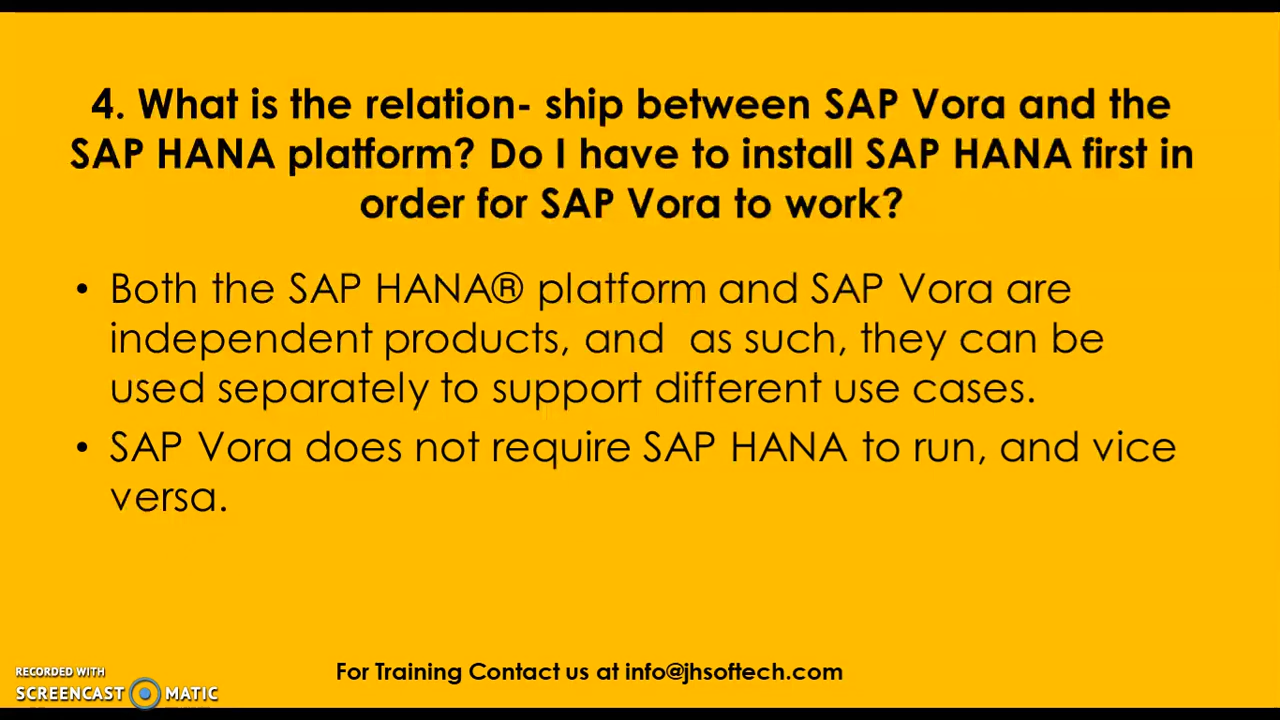 4. What is the relation- ship between SAP Vora and the
SAP HANA platform? Do I have to install SAP HANA first in
order for SAP Vora to work?
• Both the SAP HANA® platform and SAP Vora are
independent products, and  as such, they can be
used separately to support different use cases.
• SAP Vora does not require SAP HANA to run, and vice
versa.
For Training Contact us at info@jhsoftech.com
RECORDED WITH
SCREENCAST MATIC